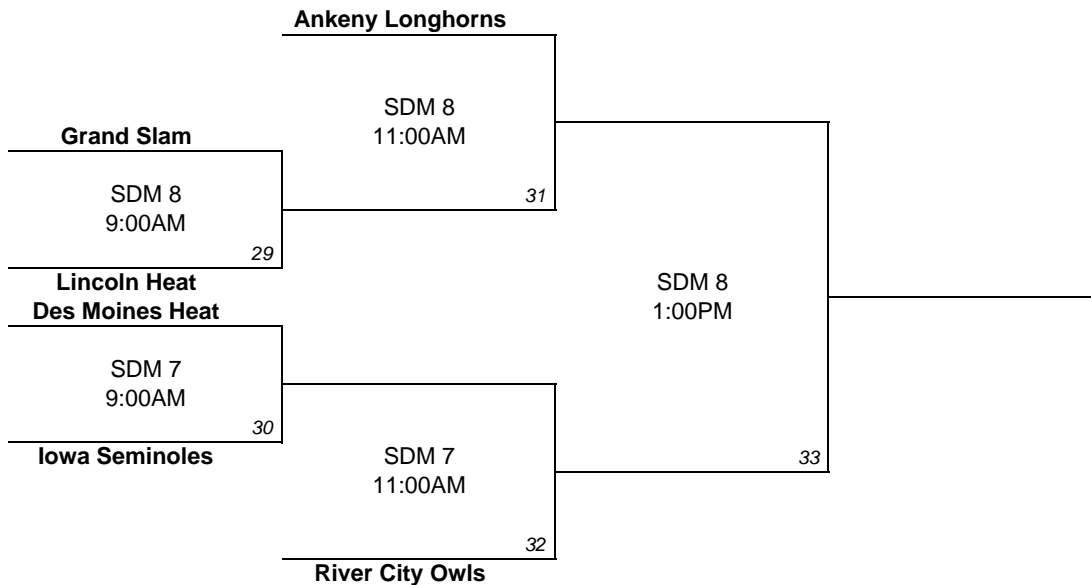 Ankeny Longhorns
SDM 8
11:00AM
31
Grand Slam
SDM 8
9:00AM
29
Lincoln Heat
Des Moines Heat
SDM 7
9:00AM
30
Iowa Seminoles
SDM 7
11:00AM
32
River City Owls
SDM 8
1:00PM
33